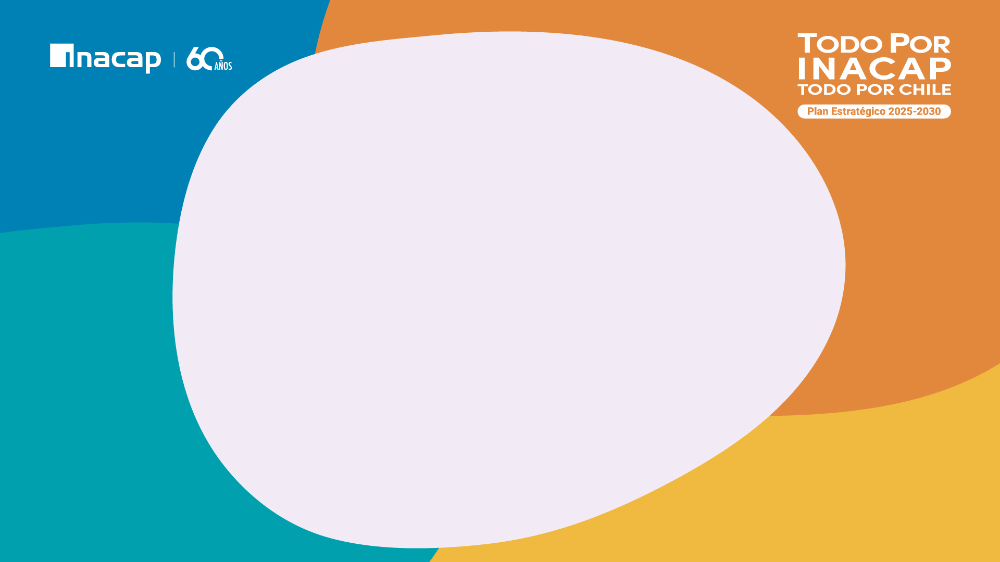 inacap | 60 AÑOS
TODO POR
INACAP
TODO POR CHILE
Plan Estratégico 2025-2030